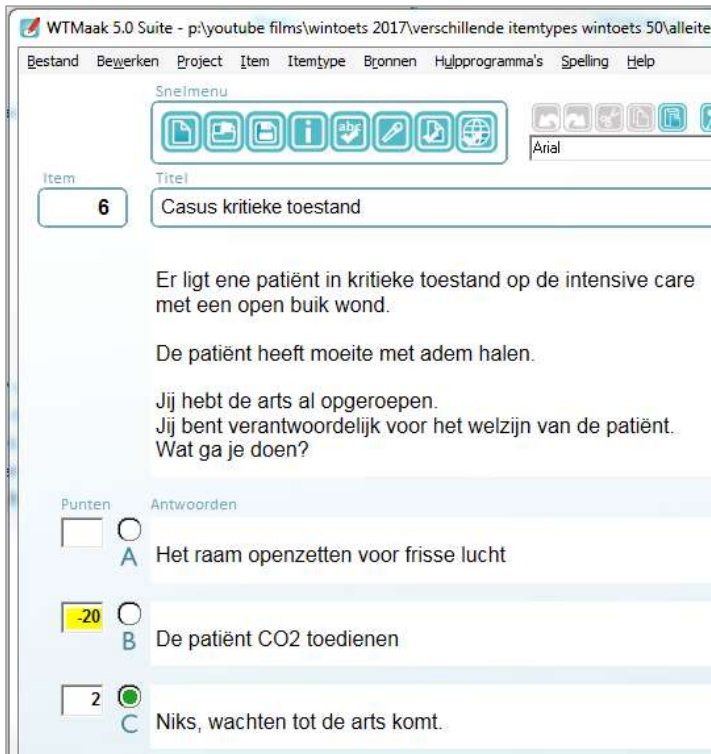 WTMaak 5.0 Suite - p:\youtube films\wintoets 2017\verschillende itemtypes wintoets 50\alleite
Bestand Bewerken Project Item Itemtype Bronnen Hulpprogramma's Spelling Help
Snelmenu
abc
Arial
Item Titel
6 Casus kritieke toestand
Er ligt ene patiënt in kritieke toestand op de intensive care
met een open buik wond.
De patiënt heeft moeite met adem halen.
Jij hebt de arts al opgeroepen.
Jij bent verantwoordelijk voor het welzijn van de patiënt.
Wat ga je doen?
Punten Antwoorden
A Het raam openzetten voor frisse lucht
-20
B De patiënt CO2 toedienen
2
C Niks, wachten tot de arts komt.